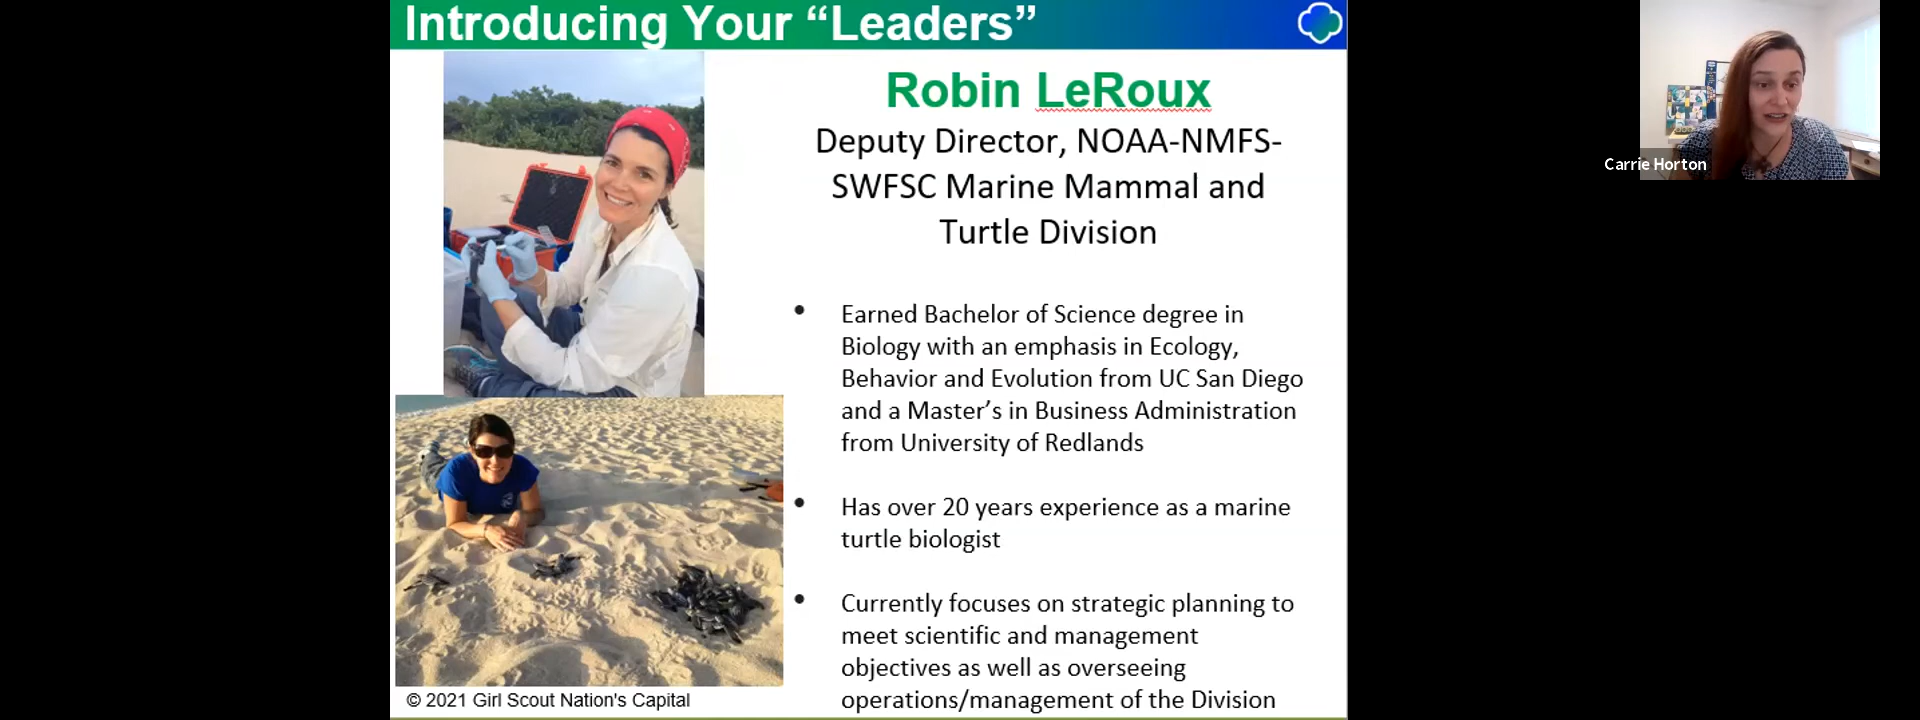 Introducing Your “Leaders”
Robin LeRoux
Deputy Director, NOAA-NMFS-
SWFSC Marine Mammal and
Turtle Division
• Earned Bachelor of Science degree in
Biology with an emphasis in Ecology,
Behavior and Evolution from UC San Diego
and a Master’s in Business Administration
from University of Redlands
• Has over 20 years experience as a marine
turtle biologist
• Currently focuses on strategic planning to
meet scientific and management
objectives as well as overseeing
operations/management of the Division
© 2021 Girl Scout Nation's Capital
Carrie Horton